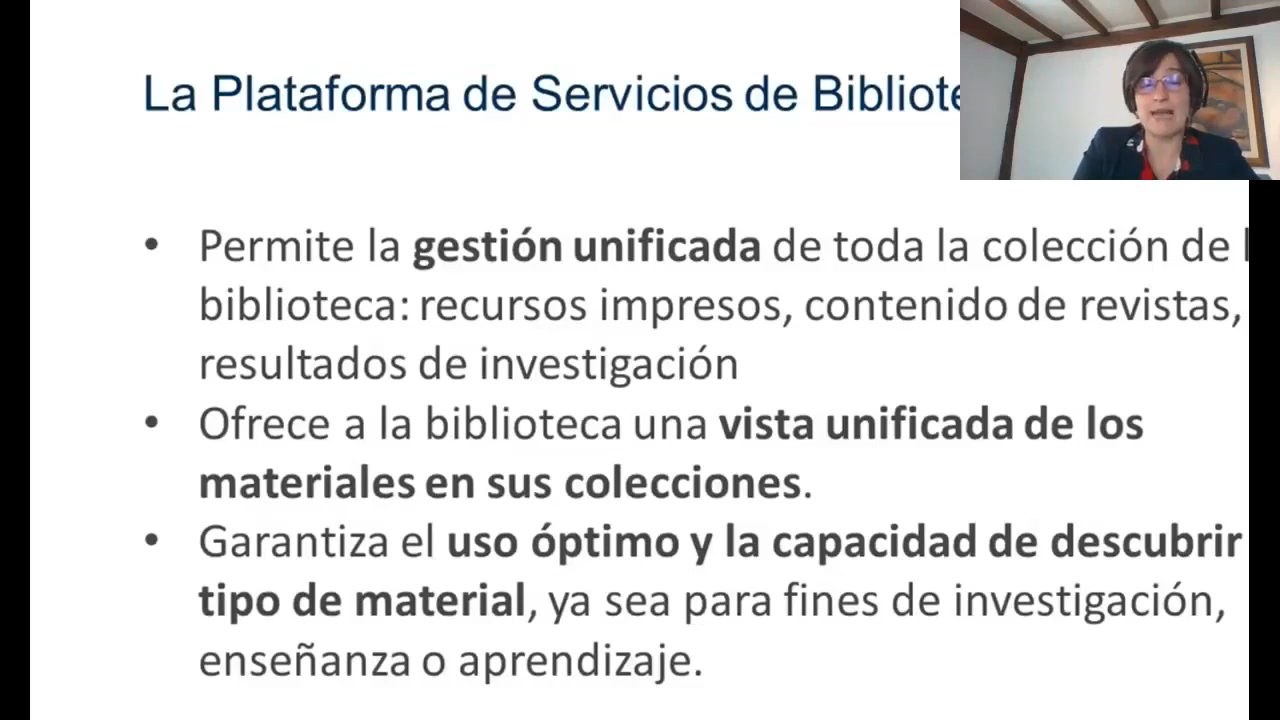 La Plataforma de Servicios de
• Permite la gestión unificada de toda la colección de
biblioteca: recursos impresos, contenido de revistas,
resultados de investigación
• Ofrece a la biblioteca una vista unificada de los
materiales en sus colecciones.
• Garantiza el uso óptimo y la capacidad de descubrir
tipo de material, ya sea para fines de investigación,
enseñanza o aprendizaje.